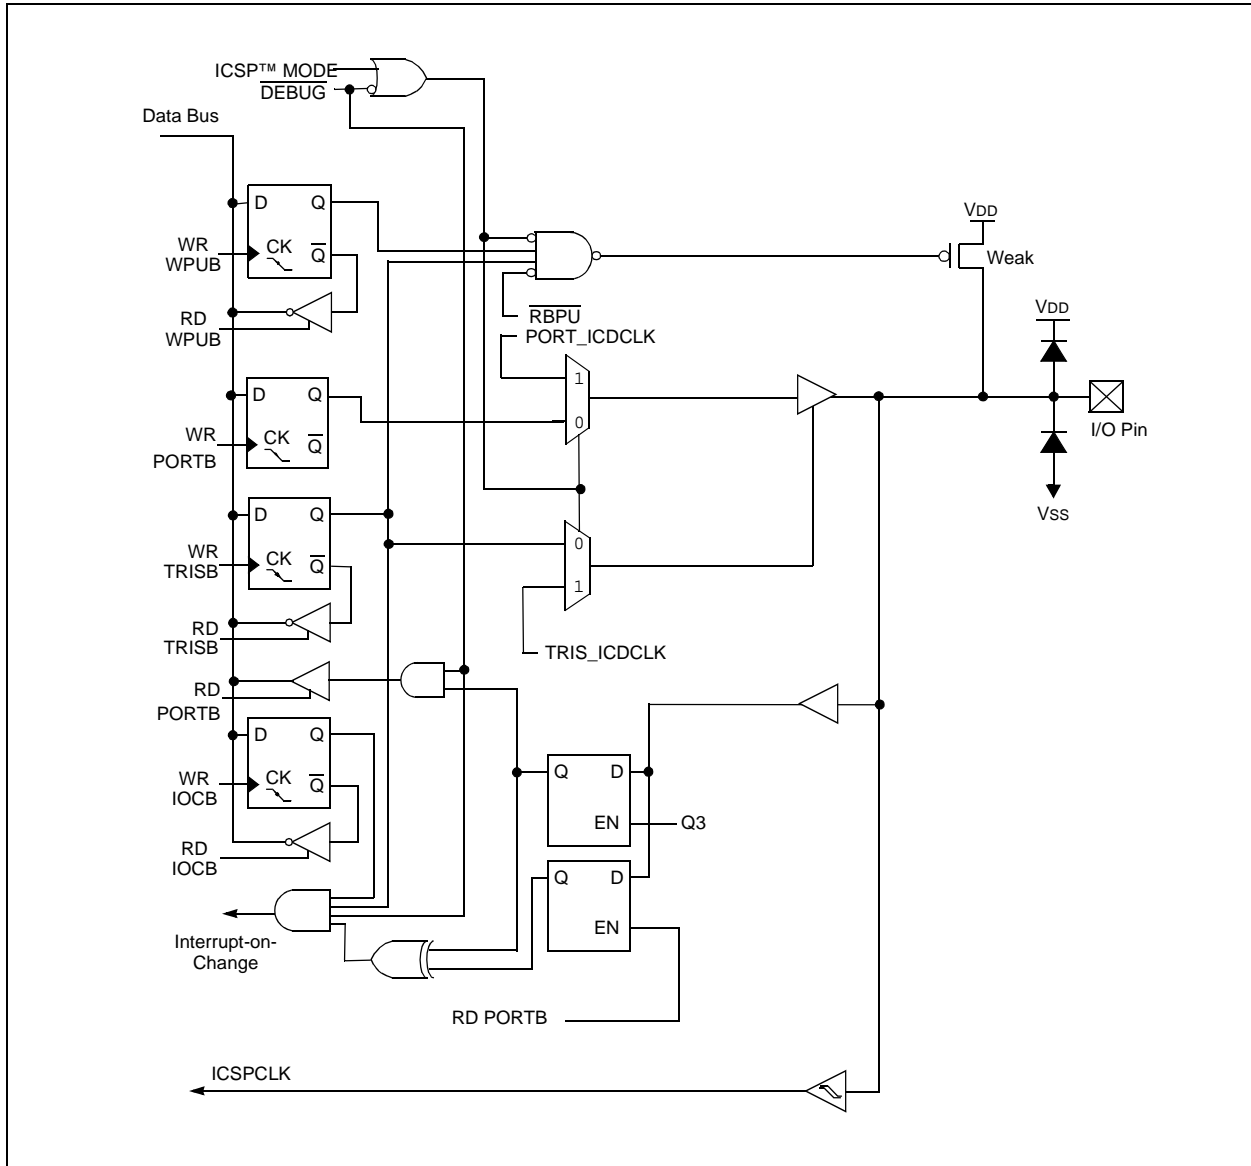 ICSP™ MODE
DEBUG
Data Bus
D Q
WR
WPUB
CK Q
RD
WPUB
VDD
Weak
RBPU
PORT_ICDCLK
1
0
VDD
I/O Pin
VSS
D Q
WR
PORTB
CK Q
D Q
WR
TRISB
CK Q
0
1
RD
TRISB
TRIS_ICDCLK
RD
PORTB
D Q
WR
IOCB
CK Q
RD
IOCB
Q D
EN
Q3
Q D
EN
Interrupt-on-
Change
RD PORTB
ICSPCLK